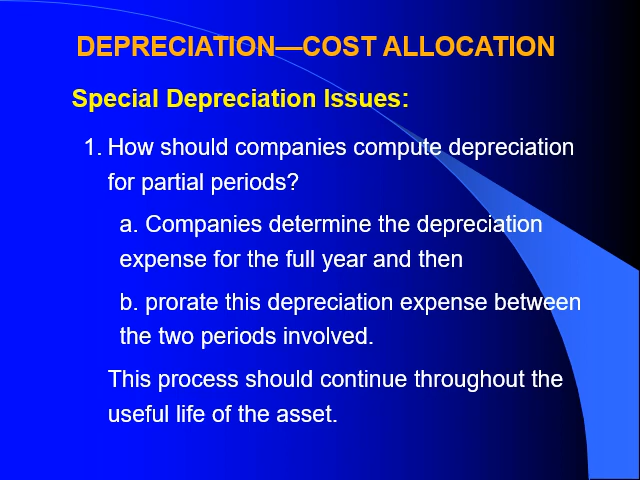 DEPRECIATION—COST ALLOCATION
Special Depreciation Issues:
1. How should companies compute depreciation
for partial periods?
a. Companies determine the depreciation
expense for the full year and then
b. prorate this depreciation expense between
the two periods involved.
This process should continue throughout the
useful life of the asset.